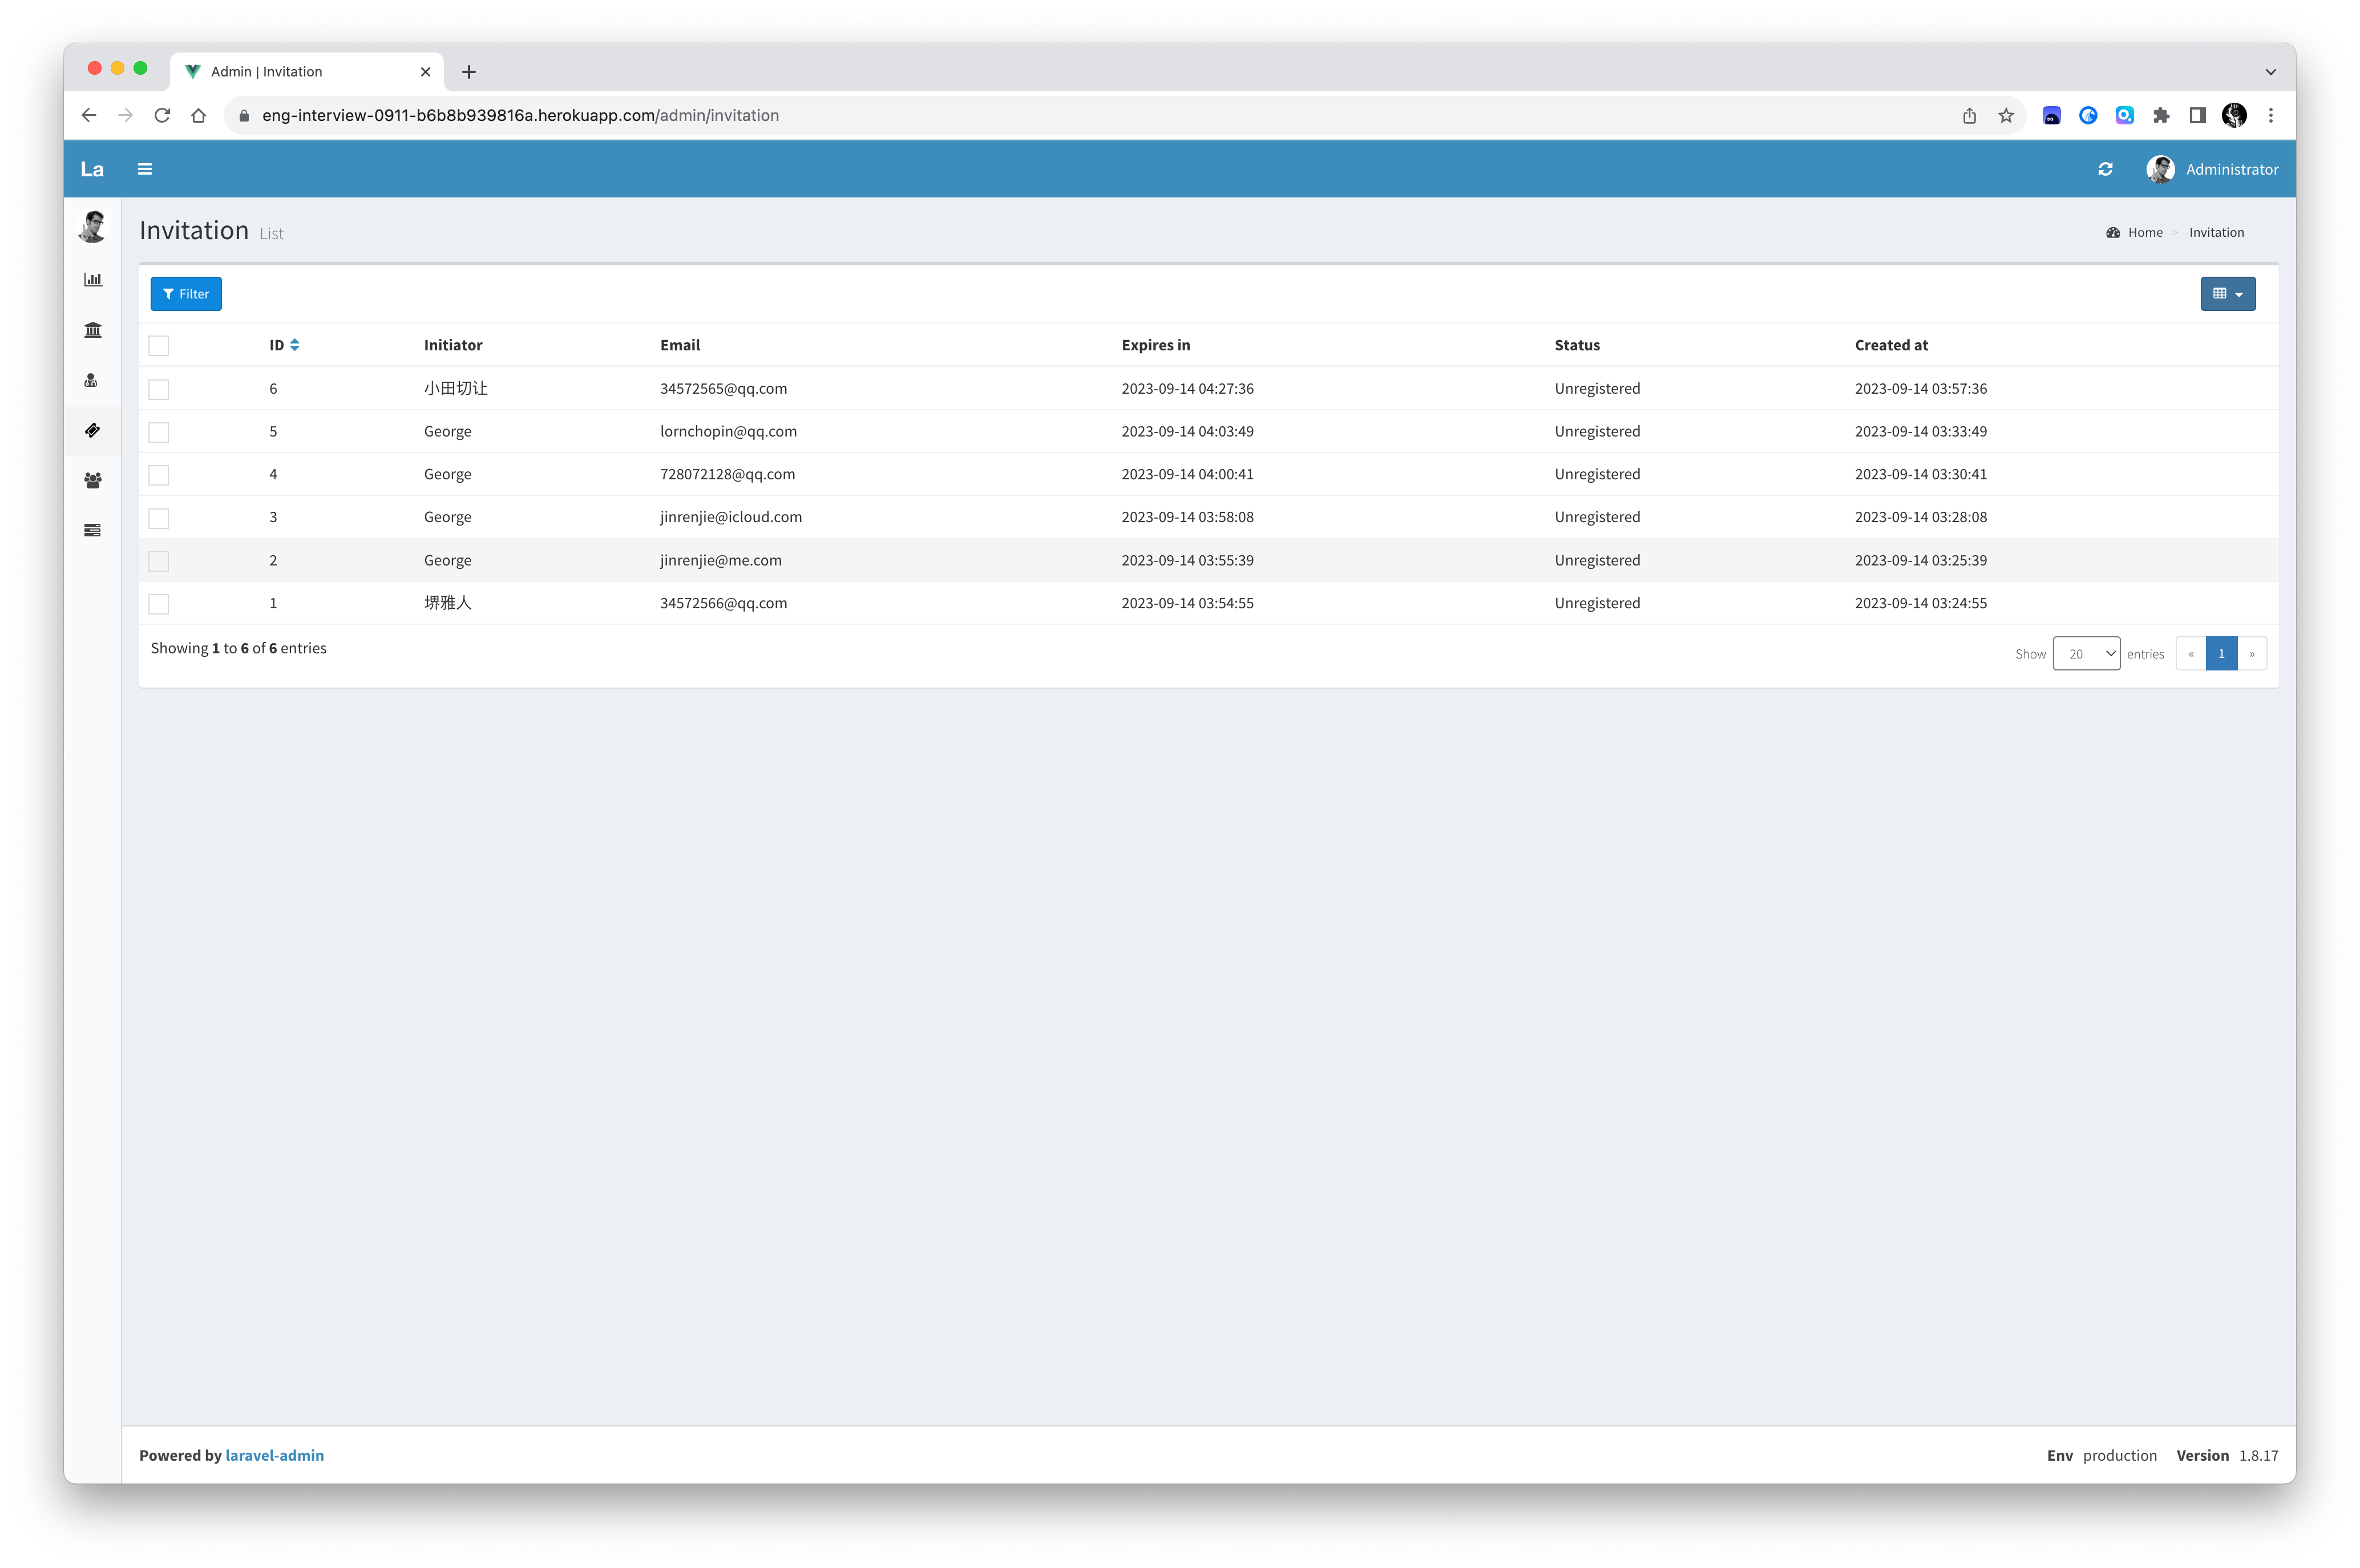 Admin | Invitation
eng-interview-0911-b6b8b939816a.herokuapp.com/admin/invitation
La
Administrator
Invitation List
Home > Invitation
Filter
ID Initiator Email Expires in Status Created at
6 小田切让 34572565@qq.com 2023-09-14 04:27:36 Unregistered 2023-09-14 03:57:36
5 George lornchopin@qq.com 2023-09-14 04:03:49 Unregistered 2023-09-14 03:33:49
4 George 728072128@qq.com 2023-09-14 04:00:41 Unregistered 2023-09-14 03:30:41
3 George jinrenjie@icloud.com 2023-09-14 03:58:08 Unregistered 2023-09-14 03:28:08
2 George jinrenjie@me.com 2023-09-14 03:55:39 Unregistered 2023-09-14 03:25:39
1 堺雅人 34572566@qq.com 2023-09-14 03:54:55 Unregistered 2023-09-14 03:24:55
Showing 1 to 6 of 6 entries
Show 20 entries « 1 »
Powered by laravel-admin
Env production Version 1.8.17